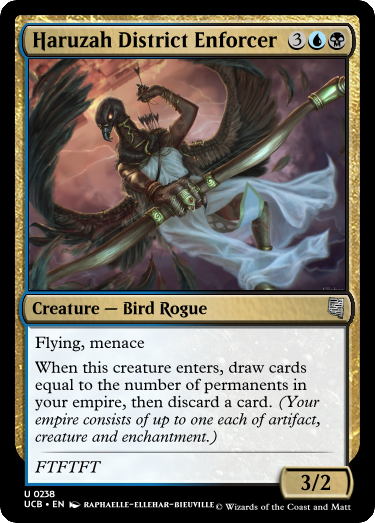 Haruzah District Enforcer 3
Creature — Bird Rogue
Flying, menace
When this creature enters, draw cards
equal to the number of permanents in
your empire, then discard a card. (Your
empire consists of up to one each of artifact,
creature and enchantment.)
FTFTFT
3/2
U 0238
UCB • EN RAPHAELLE-ELLEHAR-BIEUVILLE © Wizards of the Coast and Matt